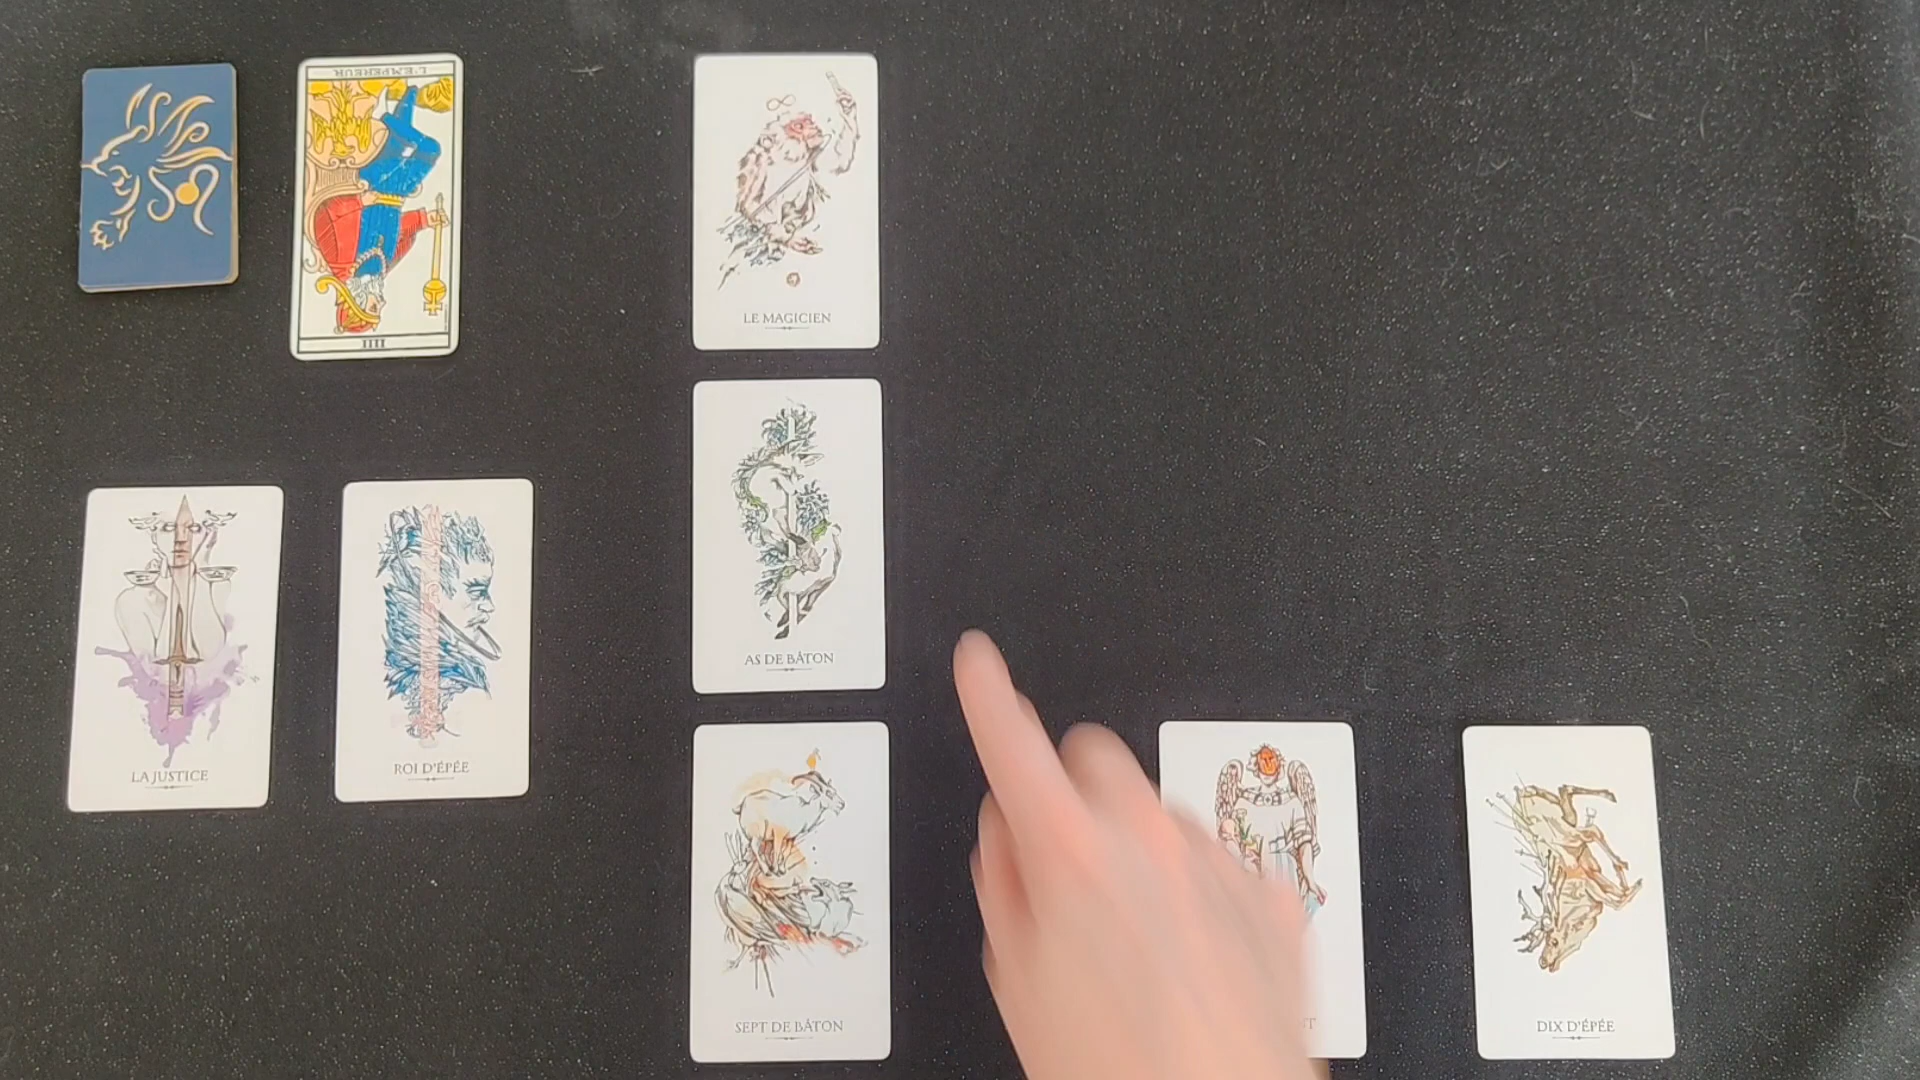 L'EMPEREUR
IIII
LE MAGICIEN
AS DE BÂTON
LA JUSTICE
ROI D'ÉPÉE
SEPT DE BÂTON
DIX D'ÉPÉE